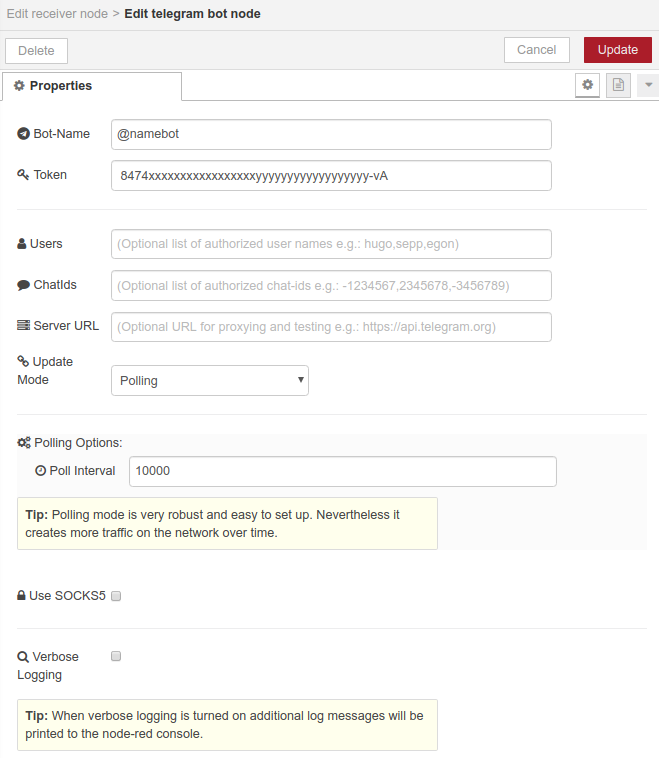 Edit receiver node > Edit telegram bot node
Delete
Cancel
Update
Properties
Bot-Name
@namebot
Token
8474xxxxxxxxxxxxxxxxxyyyyyyyyyyyyyyyyyy-vA
Users
(Optional list of authorized user names e.g.: hugo,sepp,egon)
ChatIds
(Optional list of authorized chat-ids e.g.: -1234567,2345678,-3456789)
Server URL
(Optional URL for proxying and testing e.g.: https://api.telegram.org)
Update
Mode
Polling
Polling Options:
Poll Interval
10000
Tip: Polling mode is very robust and easy to set up. Nevertheless it
creates more traffic on the network over time.
Use SOCKS5
Verbose
Logging
Tip: When verbose logging is turned on additional log messages will be
printed to the node-red console.